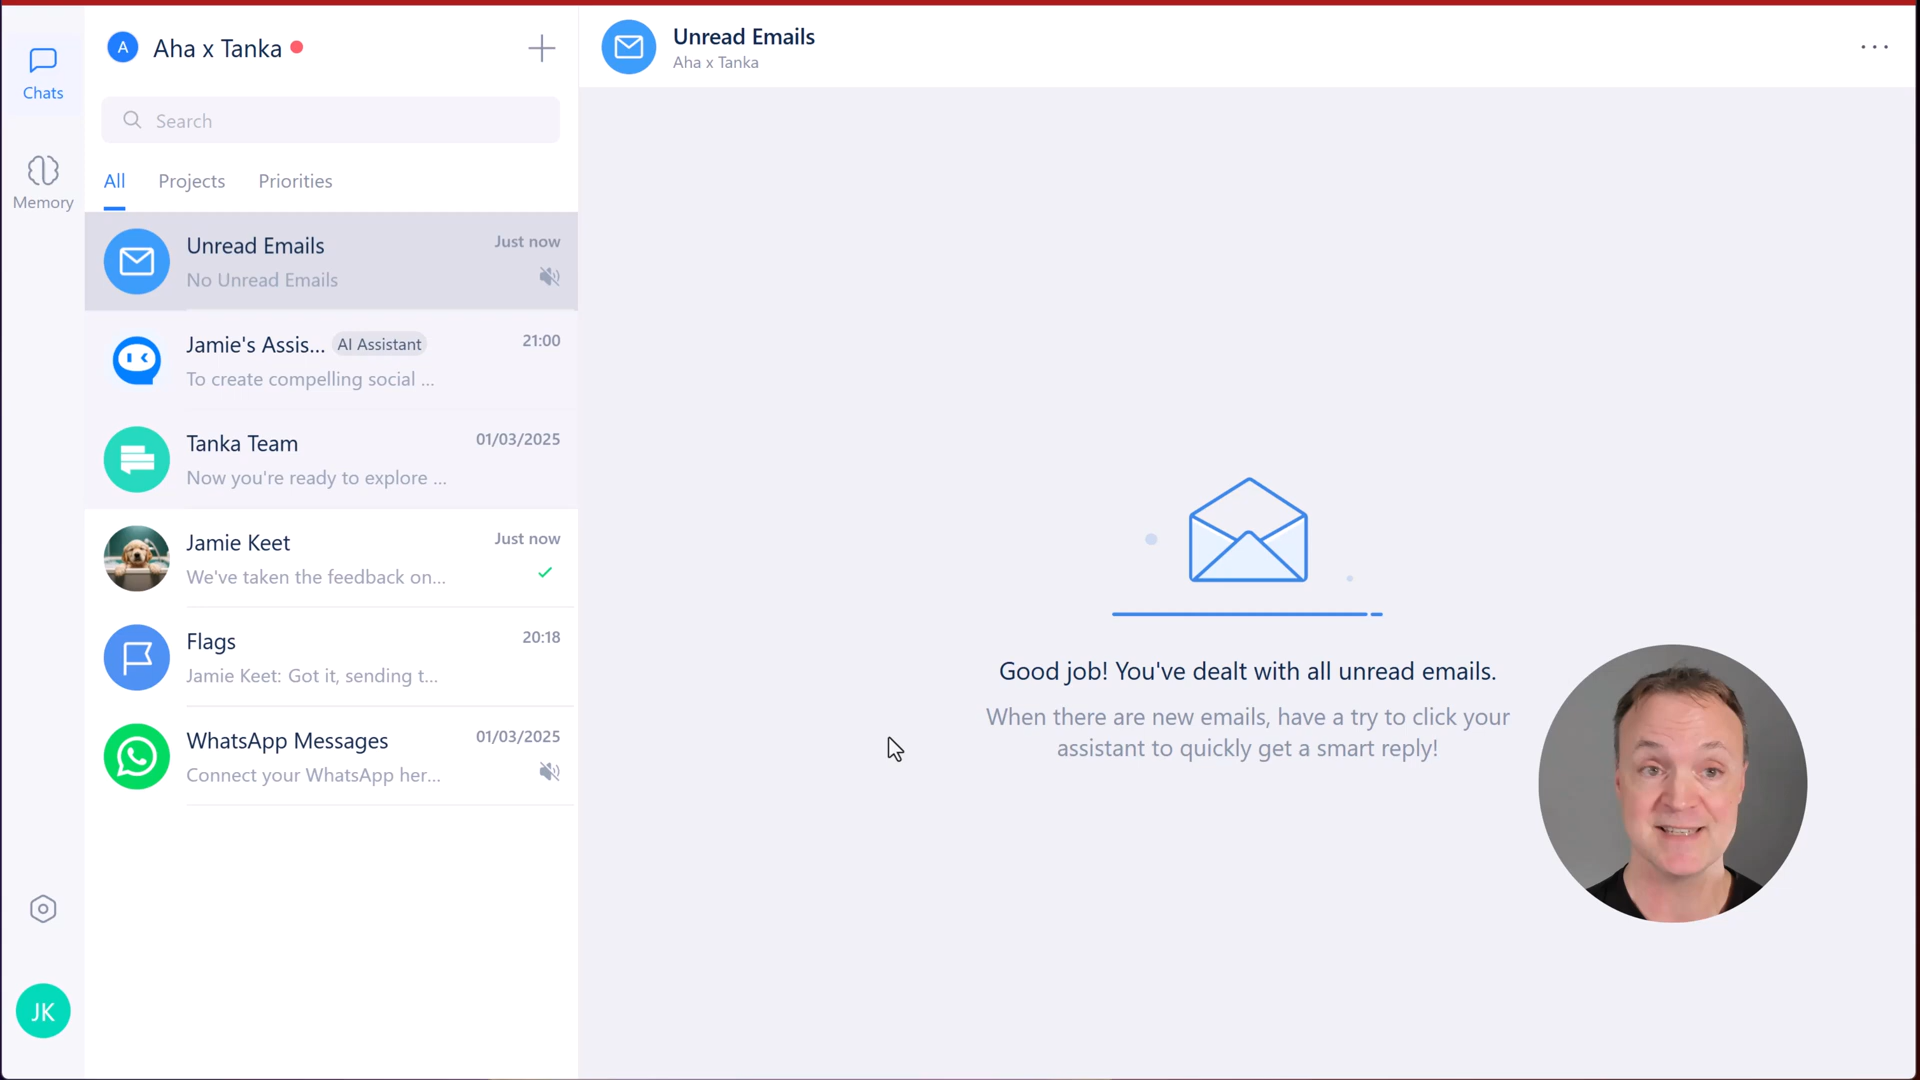 Chats
Memory
JK
A
Aha x Tanka
Search
All
Projects
Priorities
Unread Emails
Just now
No Unread Emails
Jamie's Assis...
AI Assistant
21:00
To create compelling social ...
Tanka Team
01/03/2025
Now you're ready to explore ...
Jamie Keet
Just now
We've taken the feedback on...
Flags
20:18
Jamie Keet: Got it, sending t...
WhatsApp Messages
01/03/2025
Connect your WhatsApp her...
Unread Emails
Aha x Tanka
Good job! You've dealt with all unread emails.
When there are new emails, have a try to click your
assistant to quickly get a smart reply!